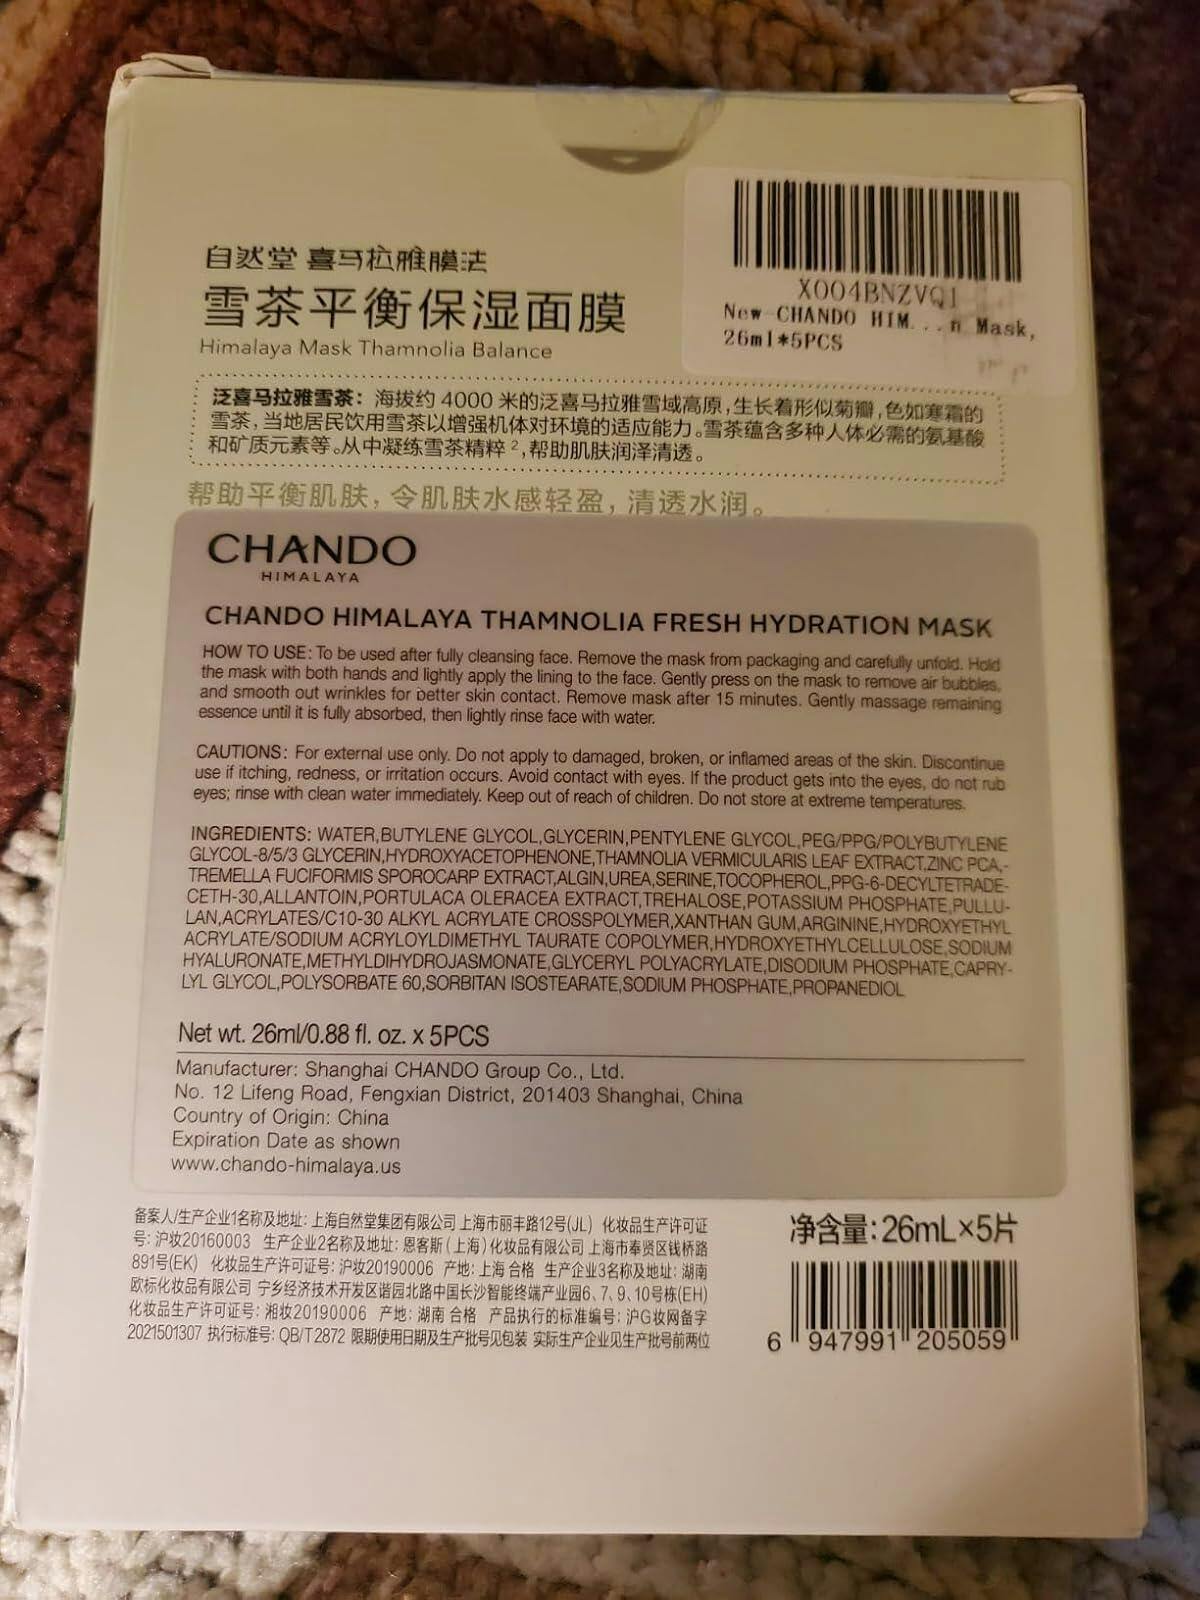 自然堂 喜马拉雅膜法
雪茶平衡保湿面膜
Himalaya Mask Thamnolia Balance
X004BNZVQ1
New-CHANDO HIM...n Mask,
26ml*5PCS
泛喜马拉雅雪茶：海拔约 4000 米的泛喜马拉雅雪域高原，生长着形似菊瓣，色如寒霜的
雪茶，当地居民饮用雪茶以增强机体对环境的适应能力。雪茶蕴含多种人体必需的氨基酸
和矿质元素等。从中凝练雪茶精粹²，帮助肌肤润泽清透。
帮助平衡肌肤，令肌肤水感轻盈，清透水润。
CHANDO
HIMALAYA
CHANDO HIMALAYA THAMNOLIA FRESH HYDRATION MASK
HOW TO USE: To be used after fully cleansing face. Remove the mask from packaging and carefully unfold. Hold
the mask with both hands and lightly apply the lining to the face. Gently press on the mask to remove air bubbles,
and smooth out wrinkles for better skin contact. Remove mask after 15 minutes. Gently massage remaining
essence until it is fully absorbed, then lightly rinse face with water.
CAUTIONS: For external use only. Do not apply to damaged, broken, or inflamed areas of the skin. Discontinue
use if itching, redness, or irritation occurs. Avoid contact with eyes. If the product gets into the eyes, do not rub
eyes; rinse with clean water immediately. Keep out of reach of children. Do not store at extreme temperatures.
INGREDIENTS: WATER,BUTYLENE GLYCOL,GLYCERIN,PENTYLENE GLYCOL,PEG/PPG/POLYBUTYLENE
GLYCOL-8/5/3 GLYCERIN,HYDROXYACETOPHENONE,THAMNOLIA VERMICULARIS LEAF EXTRACT,ZINC PCA,-
TREMELLA FUCIFORMIS SPOROCARP EXTRACT,ALGIN,UREA,SERINE,TOCOPHEROL,PPG-6-DECYLTETRADE-
CETH-30,ALLANTOIN,PORTULACA OLERACEA EXTRACT,TREHALOSE,POTASSIUM PHOSPHATE,PULLU-
LAN,ACRYLATES/C10-30 ALKYL ACRYLATE CROSSPOLYMER,XANTHAN GUM,ARGININE,HYDROXYETHYL
ACRYLATE/SODIUM ACRYLOYLDIMETHYL TAURATE COPOLYMER,HYDROXYETHYLCELLULOSE,SODIUM
HYALURONATE,METHYLDIHYDROJASMONATE,GLYCERYL POLYACRYLATE,DISODIUM PHOSPHATE,CAPRY-
LYL GLYCOL,POLYSORBATE 60,SORBITAN ISOSTEARATE,SODIUM PHOSPHATE,PROPANEDIOL
Net wt. 26ml/0.88 fl. oz. x 5PCS
Manufacturer: Shanghai CHANDO Group Co., Ltd.
No. 12 Lifeng Road, Fengxian District, 201403 Shanghai, China
Country of Origin: China
Expiration Date as shown
www.chando-himalaya.us
备案人/生产企业1名称及地址：上海自然堂集团有限公司 上海市丽丰路12号(JL) 化妆品生产许可证
号：沪妆20160003 生产企业2名称及地址：恩客斯（上海）化妆品有限公司 上海市奉贤区钱桥路
891号(EK) 化妆品生产许可证号：沪妆20190006 产地：上海 合格 生产企业3名称及地址：湖南
欧标化妆品有限公司 宁乡经济技术开发区谐园北路中国长沙智能终端产业园6、7、9、10号栋(EH)
化妆品生产许可证号：湘妆20190006 产地：湖南 合格 产品执行的标准编号：沪G妆网备字
2021501307 执行标准号：QB/T2872 限期使用日期及生产批号见包装 实际生产企业见生产批号前两位
净含量：26mL×5片
6 947991 205059